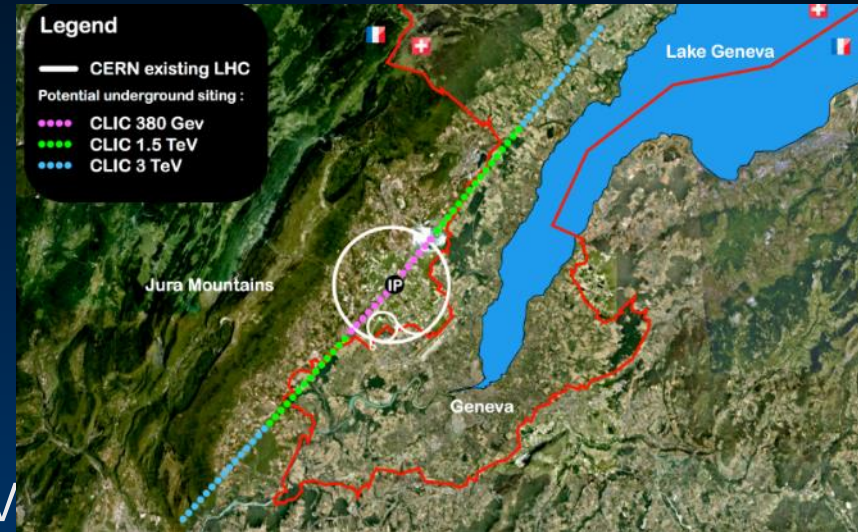 Legend
CERN existing LHC
Potential underground siting :
CLIC 380 Gev
CLIC 1.5 TeV
CLIC 3 TeV
Lake Geneva
Jura Mountains
IP
Geneva